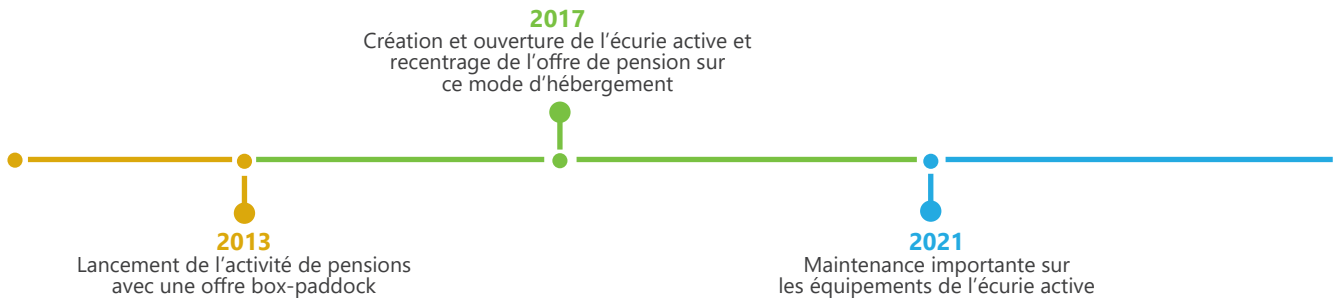 2017
Création et ouverture de l'écurie active et
recentrage de l'offre de pension sur
ce mode d'hébergement
2013
Lancement de l'activité de pensions
avec une offre box-paddock
2021
Maintenance importante sur
les équipements de l'écurie active